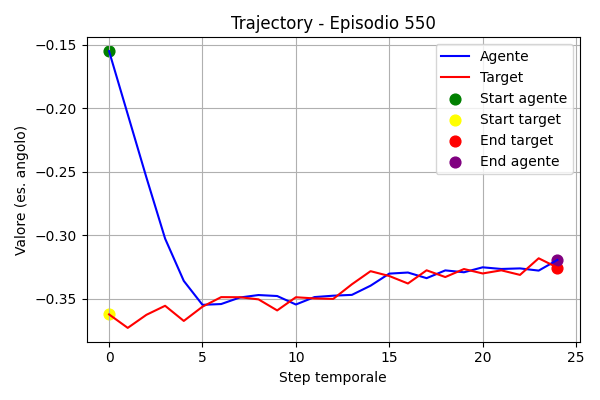 Trajectory - Episodio 550
Valore (es. angolo)
−0.15
−0.20
−0.25
−0.30
−0.35
Agente
Target
Start agente
Start target
End target
End agente
0 5 10 15 20 25
Step temporale